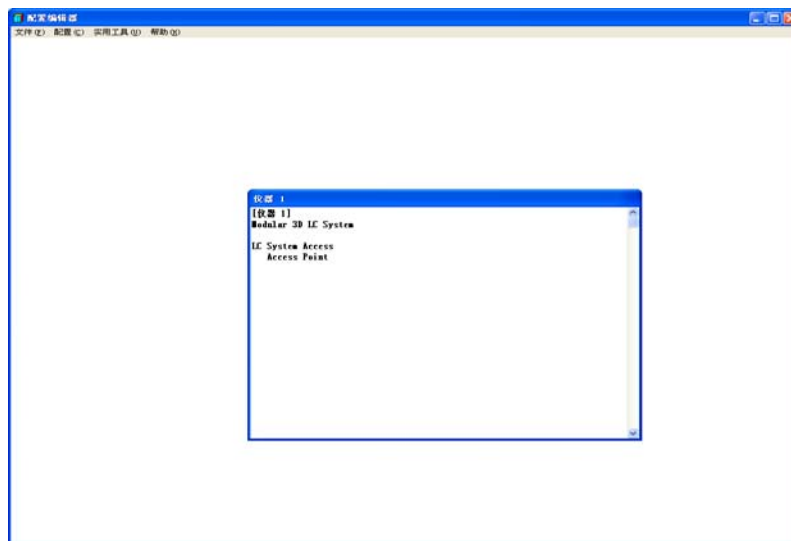 配置编辑器
文件(F) 配置(C) 实用工具(U) 帮助(H)
仪器 1
[仪器 1]
Modular 3D LC System
LC System Access
Access Point